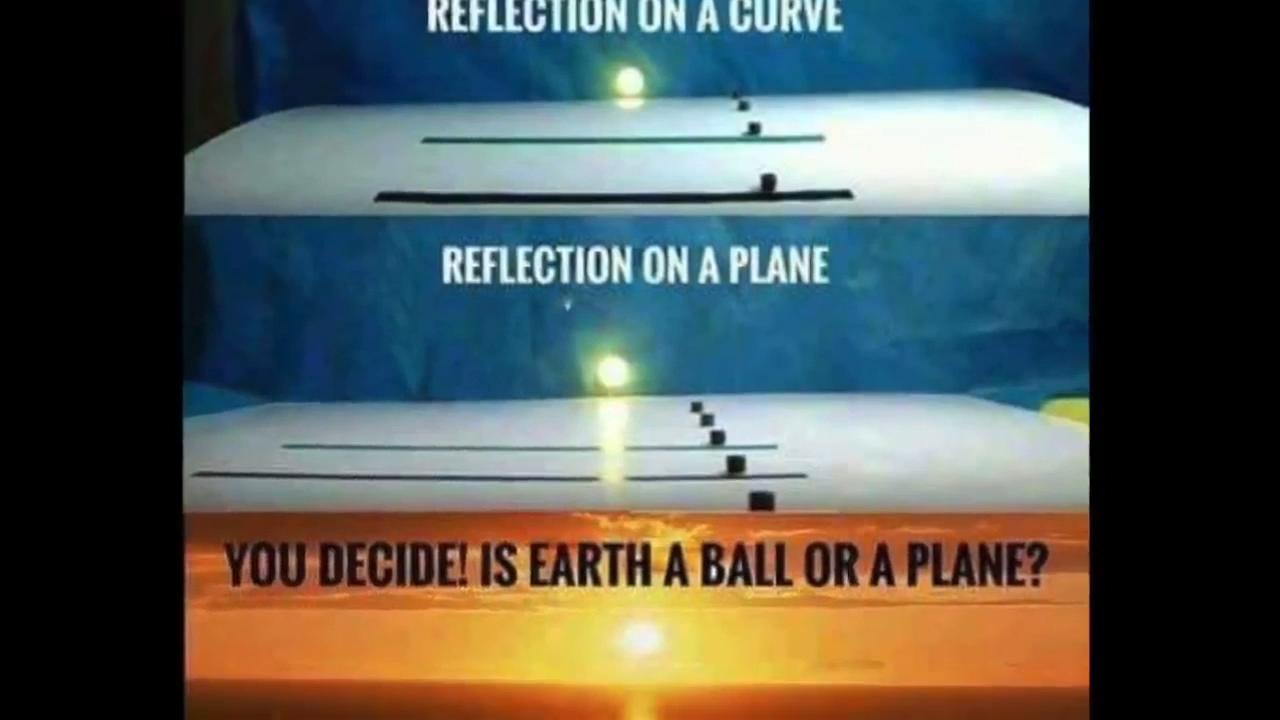 REFLECTION ON A CURVE
REFLECTION ON A PLANE
YOU DECIDE! IS EARTH A BALL OR A PLANE?